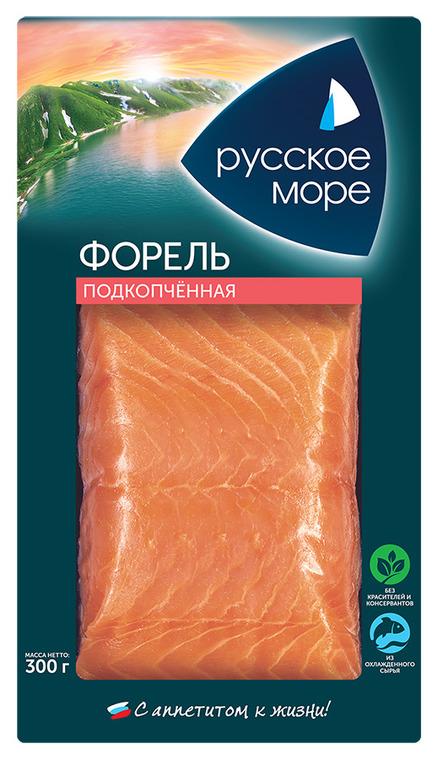 русское
море
ФОРЕЛЬ
ПОДКОПЧЁННАЯ
БЕЗ
КРАСИТЕЛЕЙ И
КОНСЕРВАНТОВ
ИЗ
ОХЛАЖДЕННОГО
СЫРЬЯ
МАССА НЕТТО:
300 г
С аппетитом к жизни!